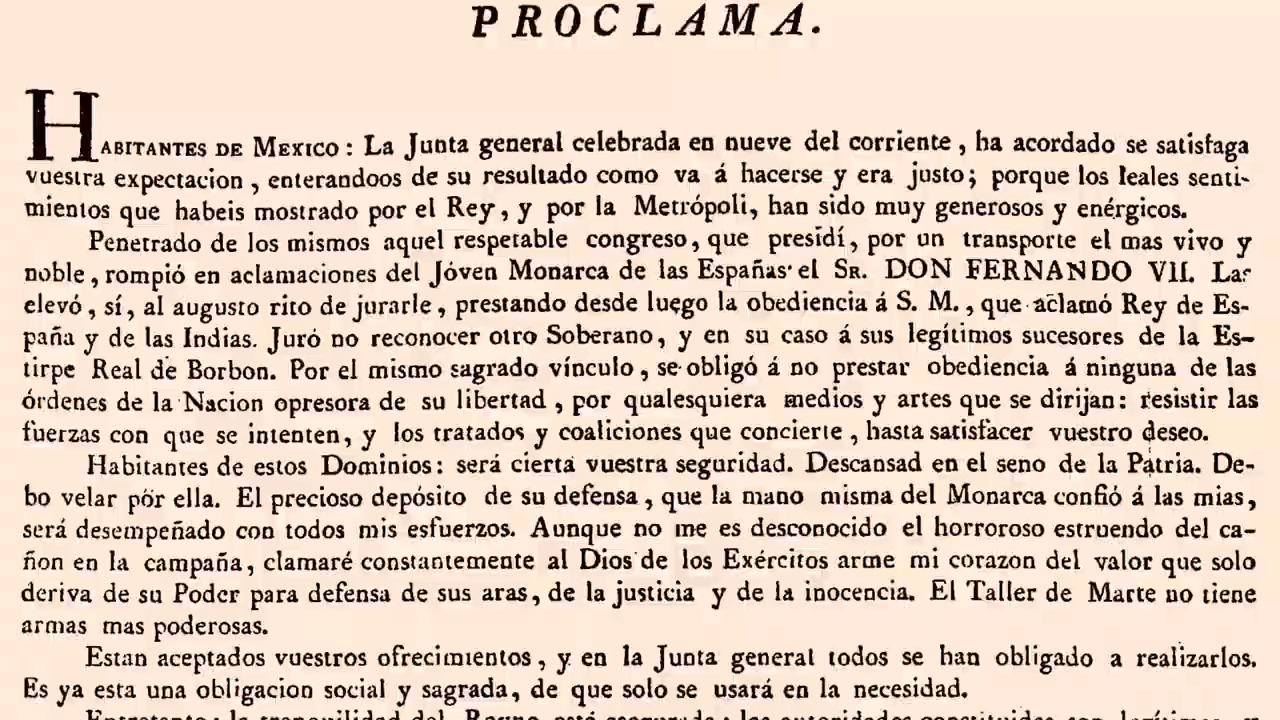 PROCLAMA.
HABITANTES DE MEXICO: La Junta general celebrada en nueve del corriente, ha acordado se satisfaga
vuestra expectacion, enterandoos de su resultado como va á hacerse y era justo; porque los leales senti-
mientos que habeis mostrado por el Rey, y por la Metrópoli, han sido muy generosos y enérgicos.
Penetrado de los mismos aquel respetable congreso, que presidí, por un transporte el mas vivo y
noble, rompió en aclamaciones del Jóven Monarca de las Españas el SR. DON FERNANDO VII. Las
elevó, sí, al augusto rito de jurarle, prestando desde luego la obediencia á S. M., que aclamó Rey de Es-
paña y de las Indias. Juró no reconocer otro Soberano, y en su caso á sus legítimos sucesores de la Es-
tirpe Real de Borbon. Por el mismo sagrado vínculo, se obligó á no prestar obediencia á ninguna de las
órdenes de la Nacion opresora de su libertad, por qualesquiera medios y artes que se dirijan: resistir las
fuerzas con que se intenten, y los tratados y coaliciones que concierte, hasta satisfacer vuestro deseo.
Habitantes de estos Dominios: será cierta vuestra seguridad. Descansad en el seno de la Patria. De-
bo velar por ella. El precioso depósito de su defensa, que la mano misma del Monarca confió á las mias,
será desempeñado con todos mis esfuerzos. Aunque no me es desconocido el horroroso estruendo del ca-
ñon en la campaña, clamaré constantemente al Dios de los Exércitos arme mi corazon del valor que solo
deriva de su Poder para defensa de sus aras, de la justicia y de la inocencia. El Taller de Marte no tiene
armas mas poderosas.
Estan aceptados vuestros ofrecimientos, y en la Junta general todos se han obligado a realizarlos.
Es ya esta una obligacion social y sagrada, de que solo se usará en la necesidad.